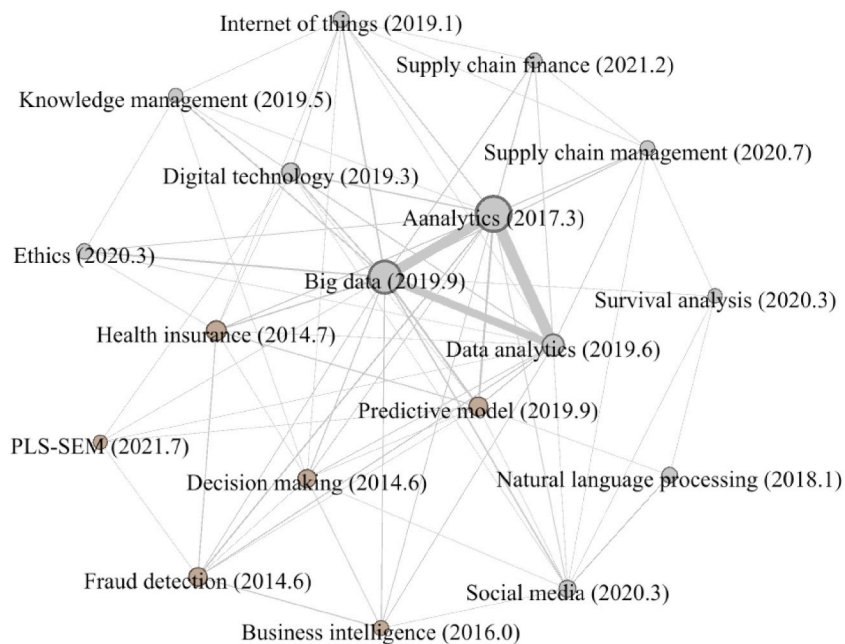 Internet of things (2019.1)
Supply chain finance (2021.2)
Knowledge management (2019.5)
Supply chain management (2020.7)
Digital technology (2019.3)
Aanalytics (2017.3)
Ethics (2020.3)
Big data (2019.9)
Survival analysis (2020.3)
Health insurance (2014.7)
Data analytics (2019.6)
Predictive model (2019.9)
PLS-SEM (2021.7)
Decision making (2014.6)
Natural language processing (2018.1)
Fraud detection (2014.6)
Social media (2020.3)
Business intelligence (2016.0)